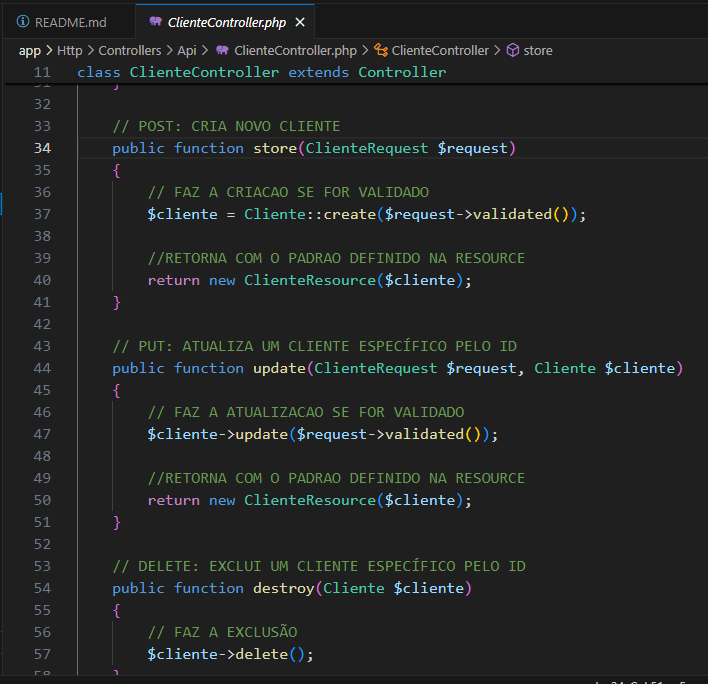 README.md ClienteController.php
app > Http > Controllers > Api > ClienteController.php > ClienteController > store
11 class ClienteController extends Controller
31 }
32
33 // POST: CRIA NOVO CLIENTE
34 public function store(ClienteRequest $request)
35 {
36 // FAZ A CRIACAO SE FOR VALIDADO
37 $cliente = Cliente::create($request->validated());
38
39 //RETORNA COM O PADRAO DEFINIDO NA RESOURCE
40 return new ClienteResource($cliente);
41 }
42
43 // PUT: ATUALIZA UM CLIENTE ESPECÍFICO PELO ID
44 public function update(ClienteRequest $request, Cliente $cliente)
45 {
46 // FAZ A ATUALIZACAO SE FOR VALIDADO
47 $cliente->update($request->validated());
48
49 //RETORNA COM O PADRAO DEFINIDO NA RESOURCE
50 return new ClienteResource($cliente);
51 }
52
53 // DELETE: EXCLUI UM CLIENTE ESPECÍFICO PELO ID
54 public function destroy(Cliente $cliente)
55 {
56 // FAZ A EXCLUSÃO
57 $cliente->delete();
58 }